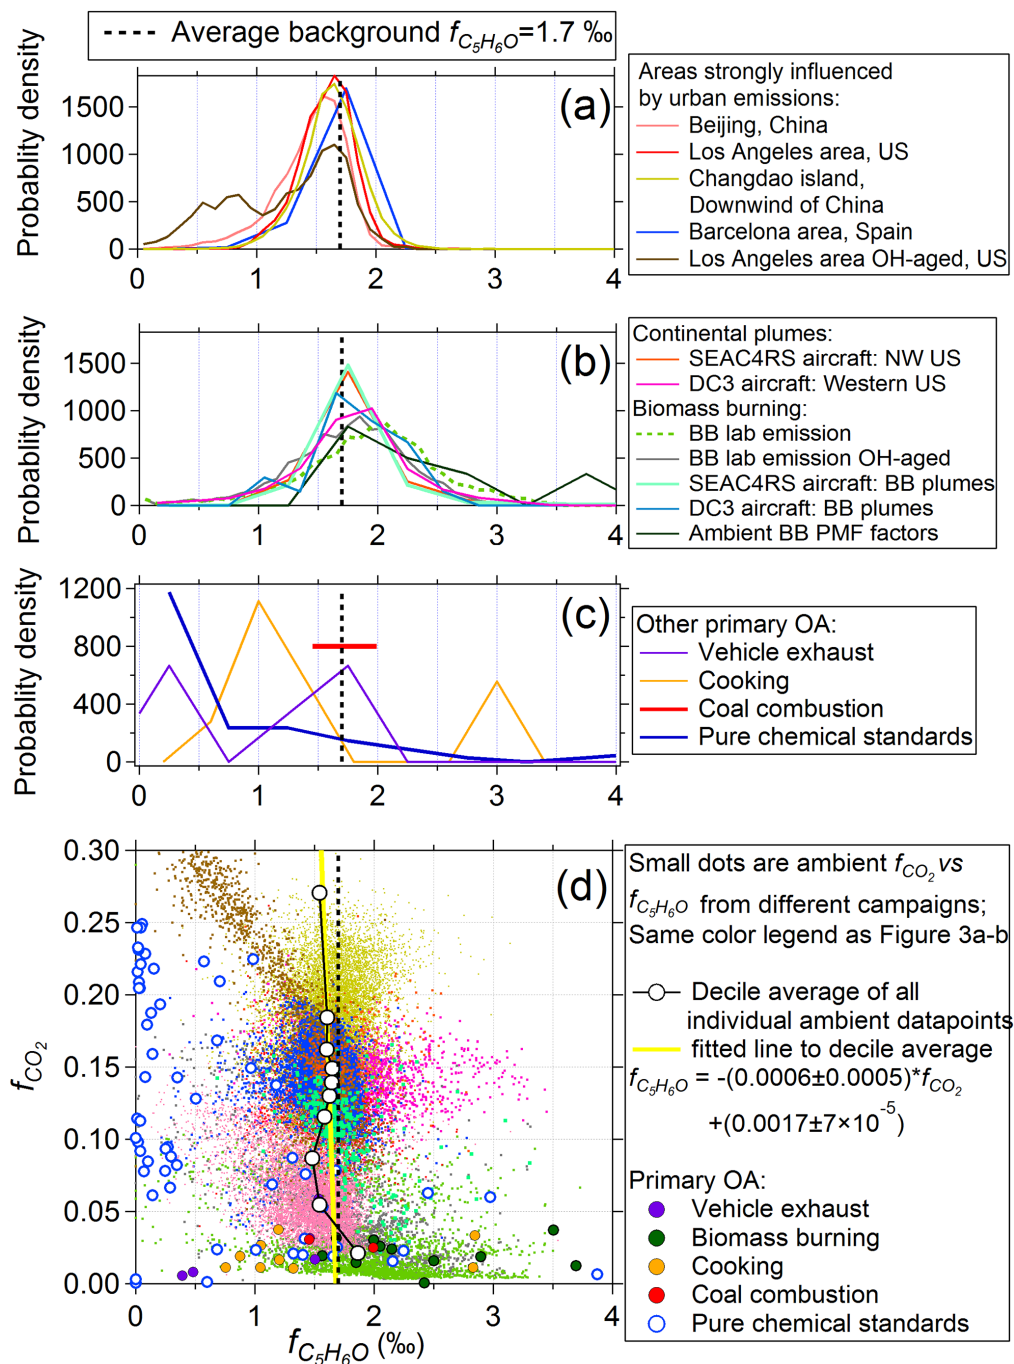 Average background fC5H6O=1.7 ‰
Probablity density
1500
1000
500
0
0 1 2 3 4
(a)
Areas strongly influenced
by urban emissions:
Beijing, China
Los Angeles area, US
Changdao island,
Downwind of China
Barcelona area, Spain
Los Angeles area OH-aged, US
Probablity density
1500
1000
500
0
0 1 2 3 4
(b)
Continental plumes:
SEAC4RS aircraft: NW US
DC3 aircraft: Western US
Biomass burning:
BB lab emission
BB lab emission OH-aged
SEAC4RS aircraft: BB plumes
DC3 aircraft: BB plumes
Ambient BB PMF factors
Probablity density
1200
800
400
0
0 1 2 3 4
(c)
Other primary OA:
Vehicle exhaust
Cooking
Coal combustion
Pure chemical standards
fCO2
0.30
0.25
0.20
0.15
0.10
0.05
0.00
0 1 2 3 4
fC5H6O (‰)
(d)
Small dots are ambient fCO2 vs
fC5H6O from different campaigns;
Same color legend as Figure 3a-b
Decile average of all
individual ambient datapoints
fitted line to decile average
fC5H6O = -(0.0006±0.0005)*fCO2
+(0.0017±7×10-5)
Primary OA:
Vehicle exhaust
Biomass burning
Cooking
Coal combustion
Pure chemical standards